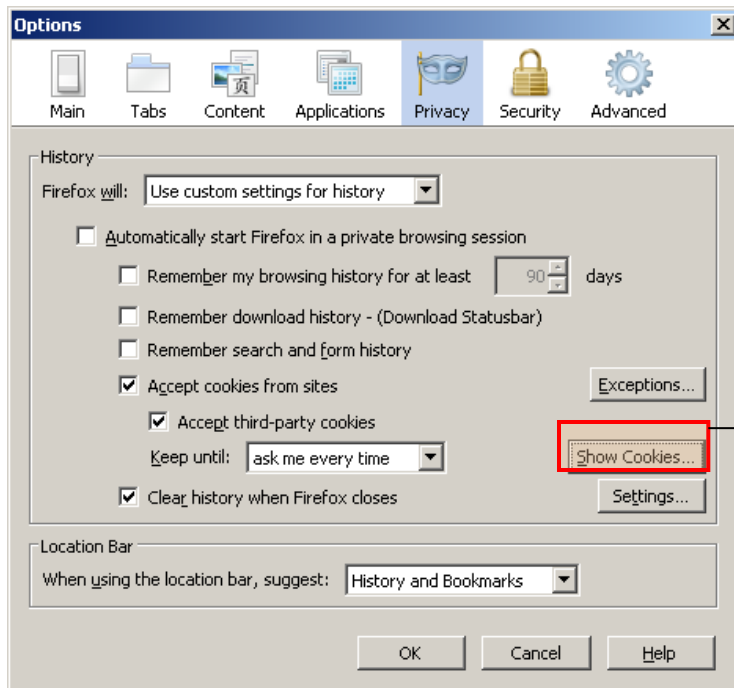 Options
页
Main Tabs Content Applications Privacy Security Advanced
History
Firefox will: Use custom settings for history
Automatically start Firefox in a private browsing session
Remember my browsing history for at least 90 days
Remember download history - (Download Statusbar)
Remember search and form history
Accept cookies from sites Exceptions...
Accept third-party cookies
Keep until: ask me every time Show Cookies...
Clear history when Firefox closes Settings...
Location Bar
When using the location bar, suggest: History and Bookmarks
OK Cancel Help